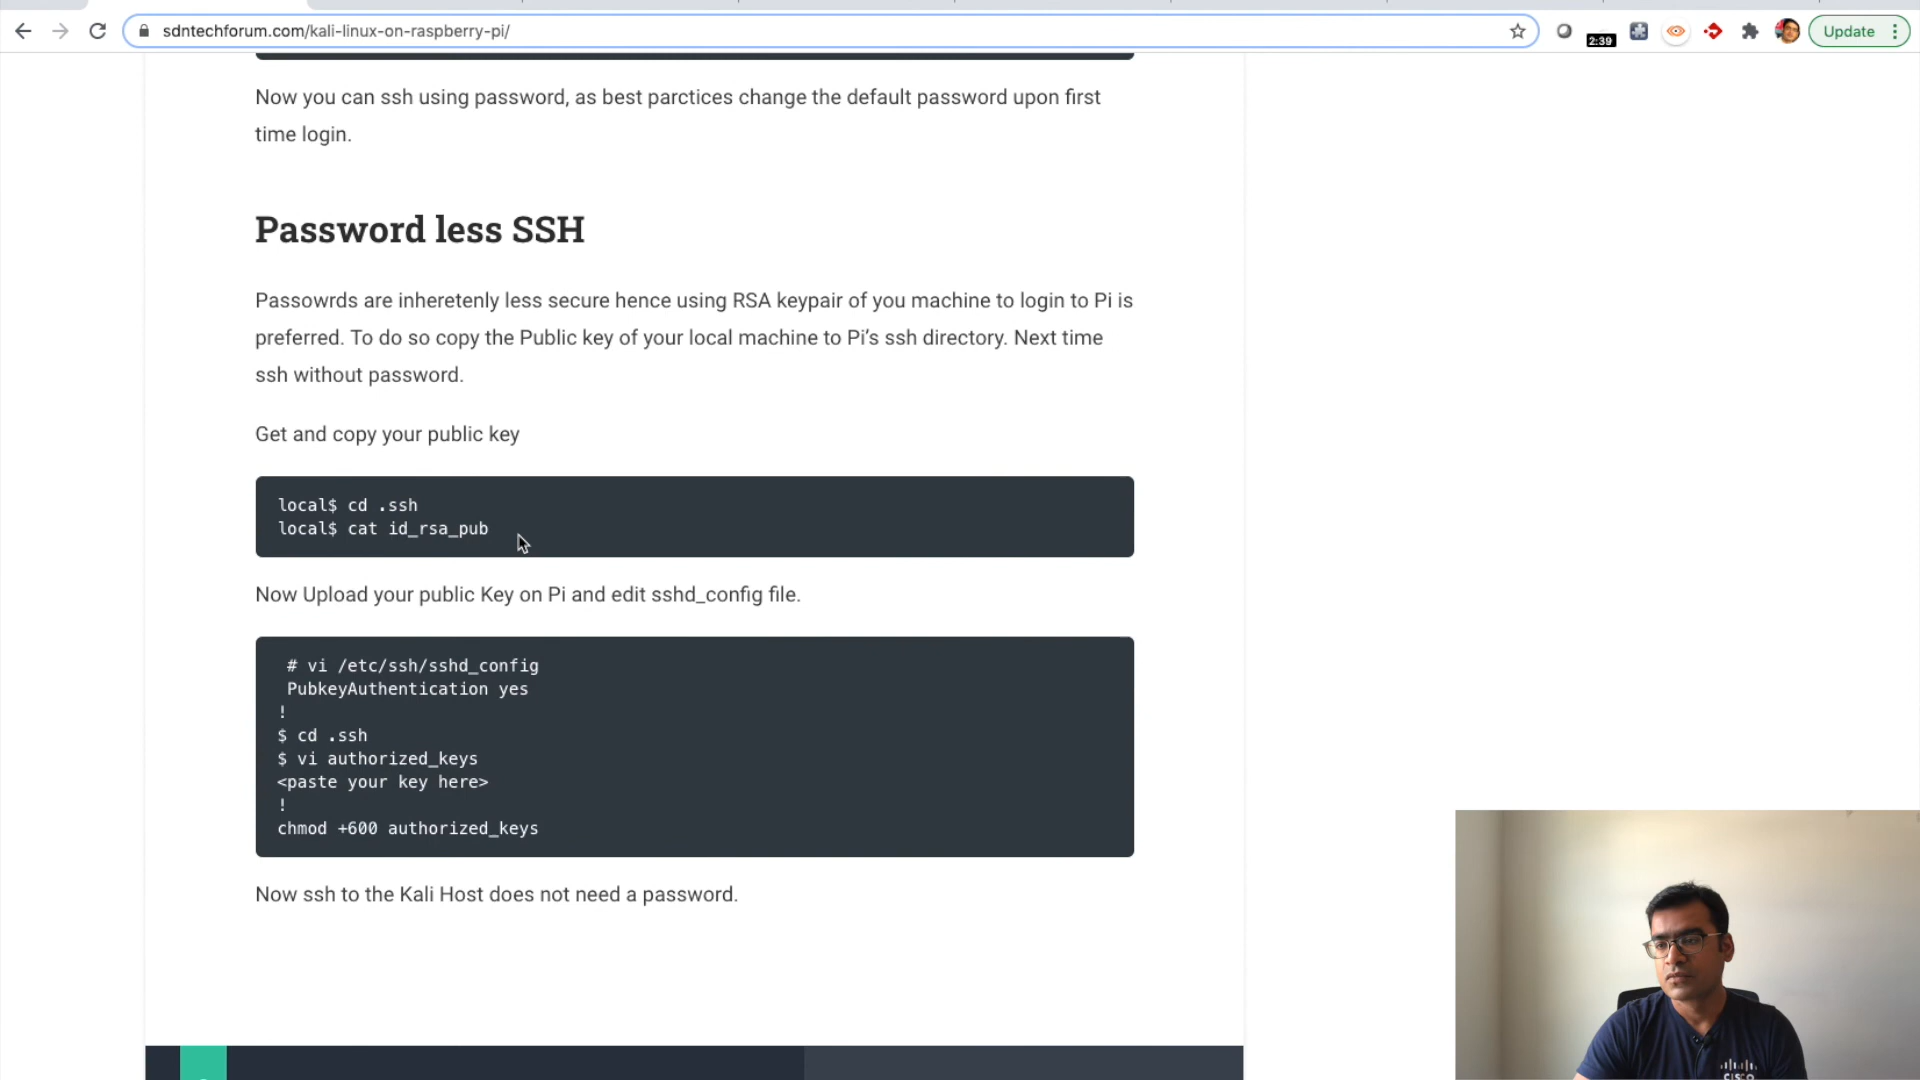 sdntechforum.com/kali-linux-on-raspberry-pi/
2:39
Update
Now you can ssh using password, as best parctices change the default password upon first
time login.
Password less SSH
Passowrds are inheretenly less secure hence using RSA keypair of you machine to login to Pi is
preferred. To do so copy the Public key of your local machine to Pi’s ssh directory. Next time
ssh without password.
Get and copy your public key
local$ cd .ssh
local$ cat id_rsa_pub
Now Upload your public Key on Pi and edit sshd_config file.
# vi /etc/ssh/sshd_config
PubkeyAuthentication yes
!
$ cd .ssh
$ vi authorized_keys
<paste your key here>
!
chmod +600 authorized_keys
Now ssh to the Kali Host does not need a password.
CISCO